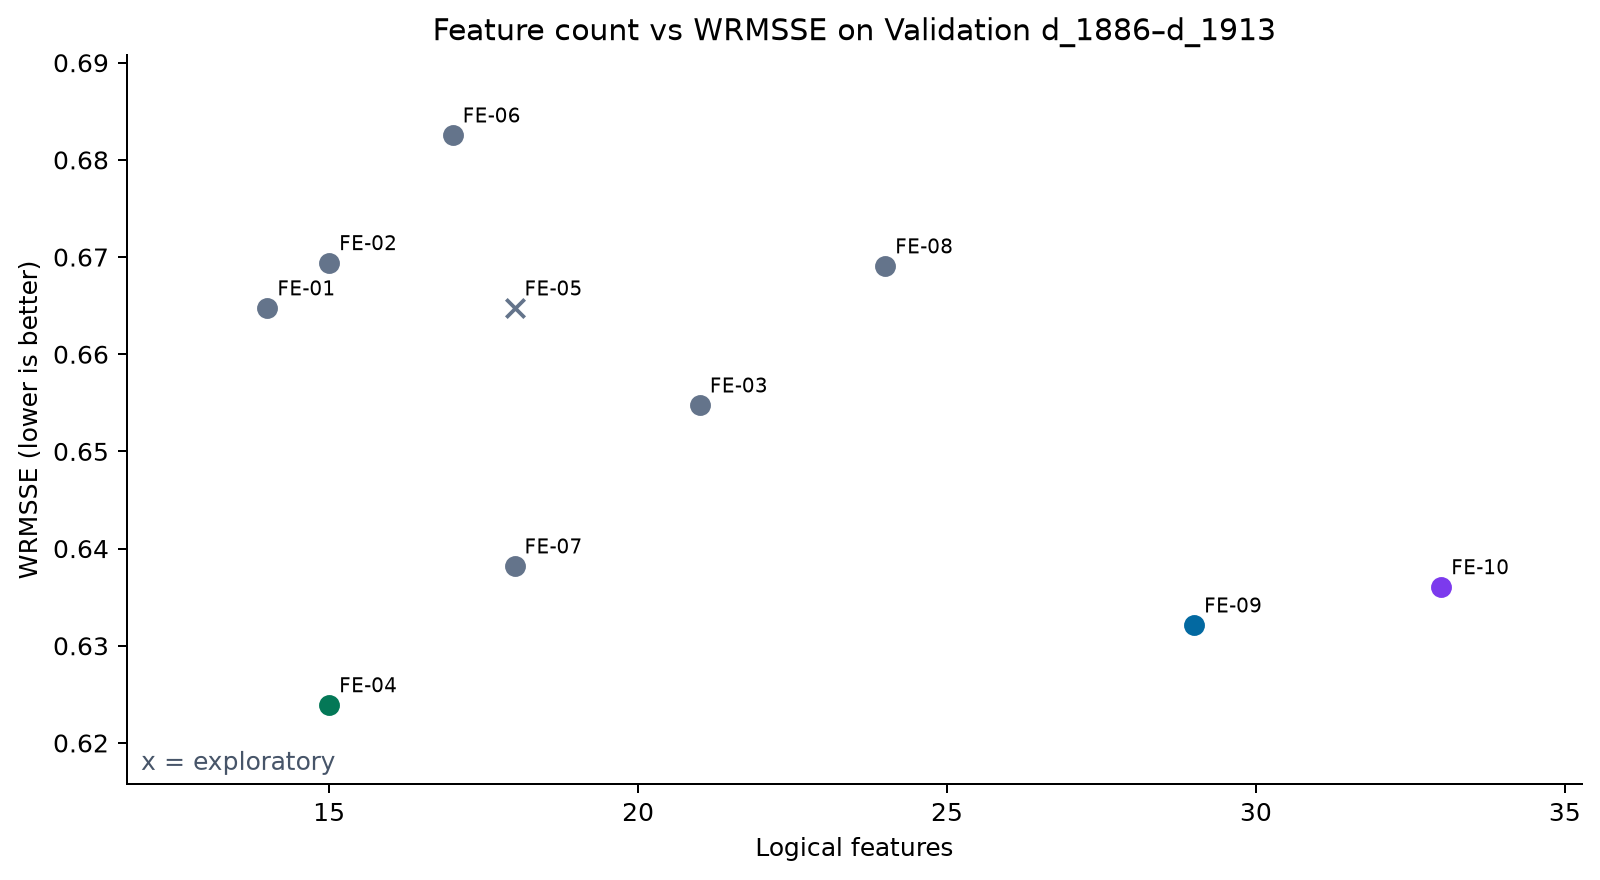 Feature count vs WRMSSE on Validation d_1886–d_1913
WRMSSE (lower is better)
0.69
0.68
0.67
0.66
0.65
0.64
0.63
0.62
FE-06
FE-02
FE-08
FE-01
FE-05
FE-03
FE-07
FE-10
FE-09
FE-04
x = exploratory
15
20
25
30
35
Logical features